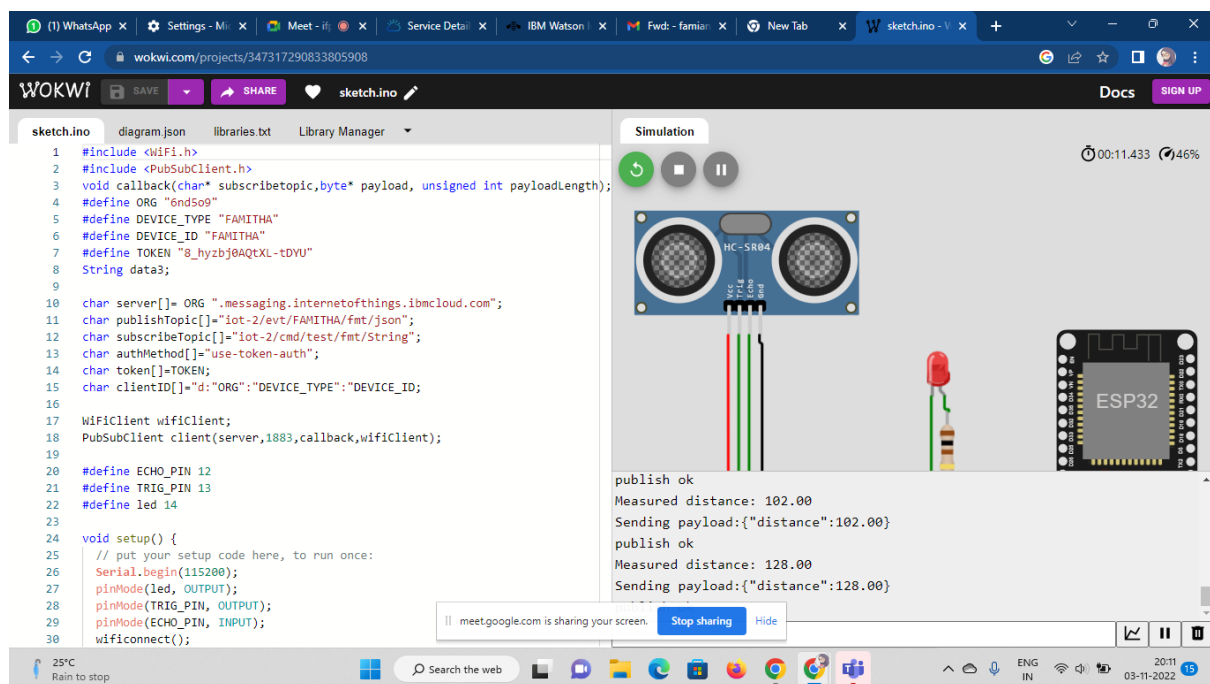 (1) WhatsApp
Settings - Mic
Meet - ifj
Service Detail
IBM Watson I
Fwd: - famian
New Tab
sketch.ino - W
wokwi.com/projects/347317290833805908
WOKWi
SAVE
SHARE
sketch.ino
Docs
SIGN UP
sketch.ino
diagram.json
libraries.txt
Library Manager
1 #include <WiFi.h>
2 #include <PubSubClient.h>
3 void callback(char* subscribetopic,byte* payload, unsigned int payloadLength);
4 #define ORG "6nd5o9"
5 #define DEVICE_TYPE "FAMITHA"
6 #define DEVICE_ID "FAMITHA"
7 #define TOKEN "8_hyzbj0AQtXL-tDYU"
8 String data3;
9
10 char server[]= ORG ".messaging.internetofthings.ibmcloud.com";
11 char publishTopic[]="iot-2/evt/FAMITHA/fmt/json";
12 char subscribeTopic[]="iot-2/cmd/test/fmt/String";
13 char authMethod[]="use-token-auth";
14 char token[]=TOKEN;
15 char clientID[]="d:"ORG":"DEVICE_TYPE":"DEVICE_ID;
16
17 WiFiClient wifiClient;
18 PubSubClient client(server,1883,callback,wifiClient);
19
20 #define ECHO_PIN 12
21 #define TRIG_PIN 13
22 #define led 14
23
24 void setup() {
25 // put your setup code here, to run once:
26 Serial.begin(115200);
27 pinMode(led, OUTPUT);
28 pinMode(TRIG_PIN, OUTPUT);
29 pinMode(ECHO_PIN, INPUT);
30 wificonnect();
Simulation
00:11.433
46%
HC-SR04
Vcc
Trig
Echo
Gnd
ESP32
publish ok
Measured distance: 102.00
Sending payload:{"distance":102.00}
publish ok
Measured distance: 128.00
Sending payload:{"distance":128.00}
meet.google.com is sharing your screen.
Stop sharing
Hide
25°C
Rain to stop
Search the web
ENG
IN
20:11
03-11-2022
15